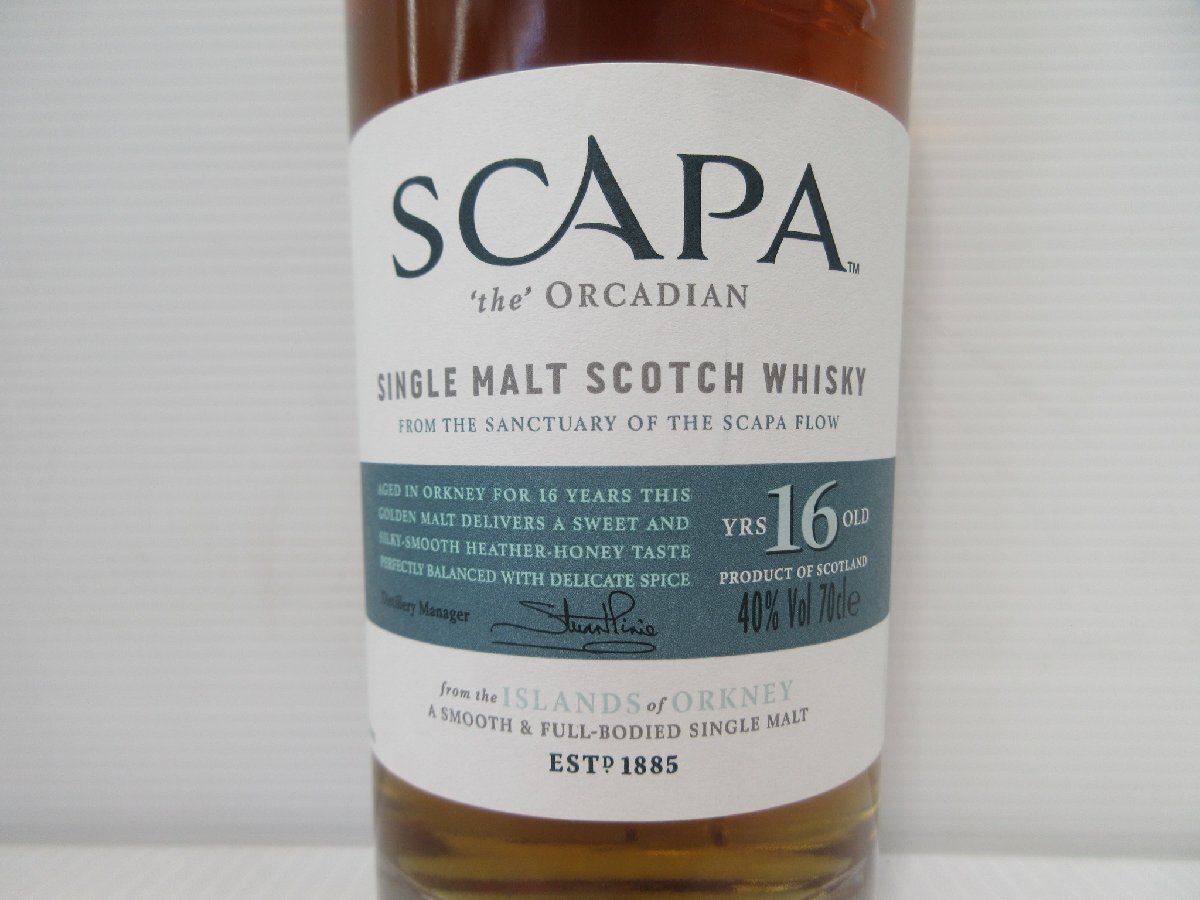 SCAPA™
'the' ORCADIAN
SINGLE MALT SCOTCH WHISKY
FROM THE SANCTUARY OF THE SCAPA FLOW
AGED IN ORKNEY FOR 16 YEARS THIS
GOLDEN MALT DELIVERS A SWEET AND
SILKY-SMOOTH HEATHER-HONEY TASTE
PERFECTLY BALANCED WITH DELICATE SPICE
Distillery Manager
YRS 16 OLD
PRODUCT OF SCOTLAND
40% Vol 70cle
from the ISLANDS of ORKNEY
A SMOOTH & FULL-BODIED SINGLE MALT
ESTD 1885